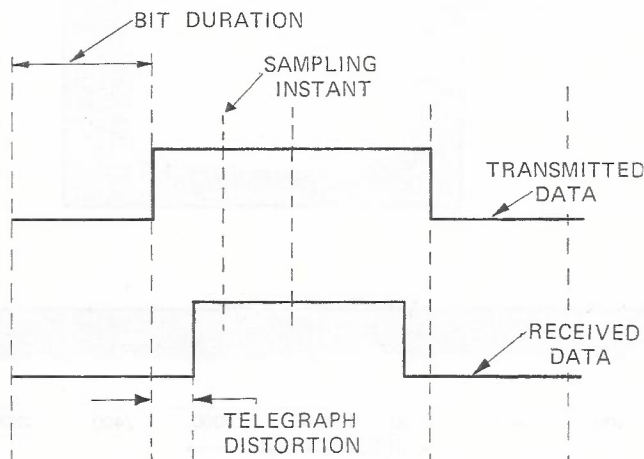 BIT DURATION
SAMPLING
INSTANT
TRANSMITTED
DATA
RECEIVED
DATA
TELEGRAPH
DISTORTION